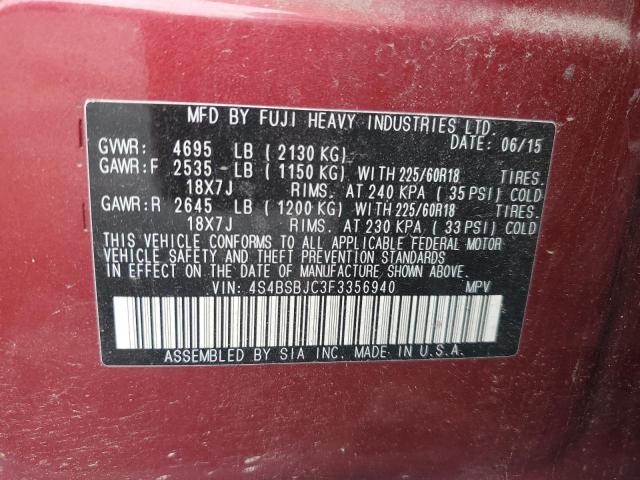 MFD BY FUJI HEAVY INDUSTRIES LTD.
DATE: 06/15
GVWR: 4695 LB ( 2130 KG)
GAWR:F 2535 LB ( 1150 KG) WITH 225/60R18 TIRES.
18X7J RIMS. AT 240 KPA ( 35 PSI) COLD
GAWR:R 2645 LB ( 1200 KG) WITH 225/60R18 TIRES.
18X7J RIMS. AT 230 KPA ( 33 PSI) COLD
THIS VEHICLE CONFORMS TO ALL APPLICABLE FEDERAL MOTOR
VEHICLE SAFETY AND THEFT PREVENTION STANDARDS
IN EFFECT ON THE DATE OF MANUFACTURE SHOWN ABOVE.
VIN: 4S4BSBJC3F3356940 MPV
ASSEMBLED BY SIA INC. MADE IN U.S.A.